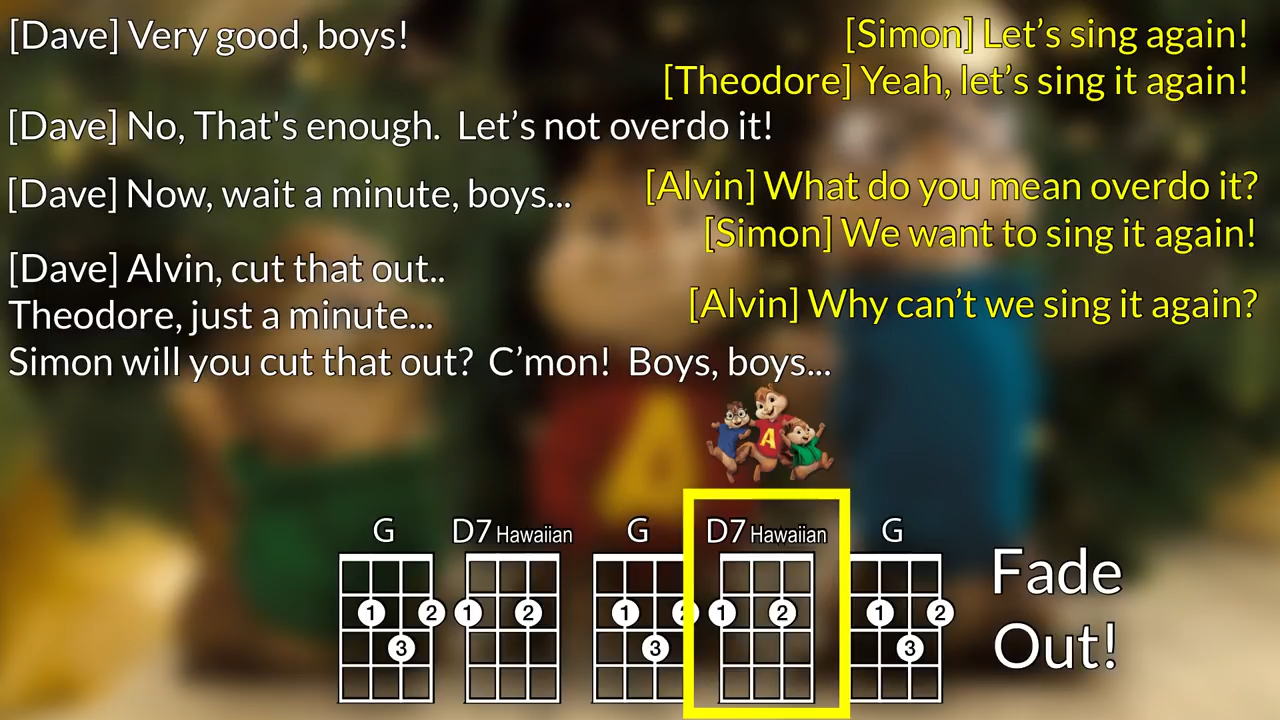 [Dave] Very good, boys!
[Simon] Let’s sing again!
[Theodore] Yeah, let’s sing it again!
[Dave] No, That's enough.  Let’s not overdo it!
[Alvin] What do you mean overdo it?
[Dave] Now, wait a minute, boys...
[Simon] We want to sing it again!
[Dave] Alvin, cut that out..
[Alvin] Why can’t we sing it again?
Theodore, just a minute...
Simon will you cut that out?  C’mon!  Boys, boys...
A
A
G D7 Hawaiian G D7 Hawaiian G
1 2 1 2 1 2 1 2 1 2
3 3 3
Fade
Out!